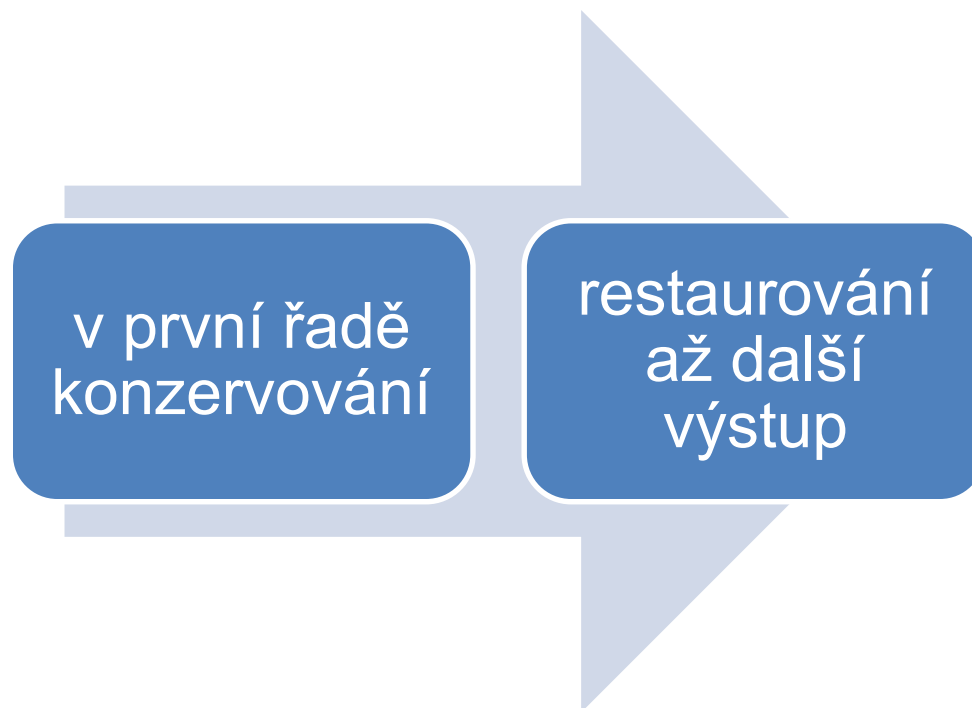 v první řadě
konzervování
restaurování
až další
výstup